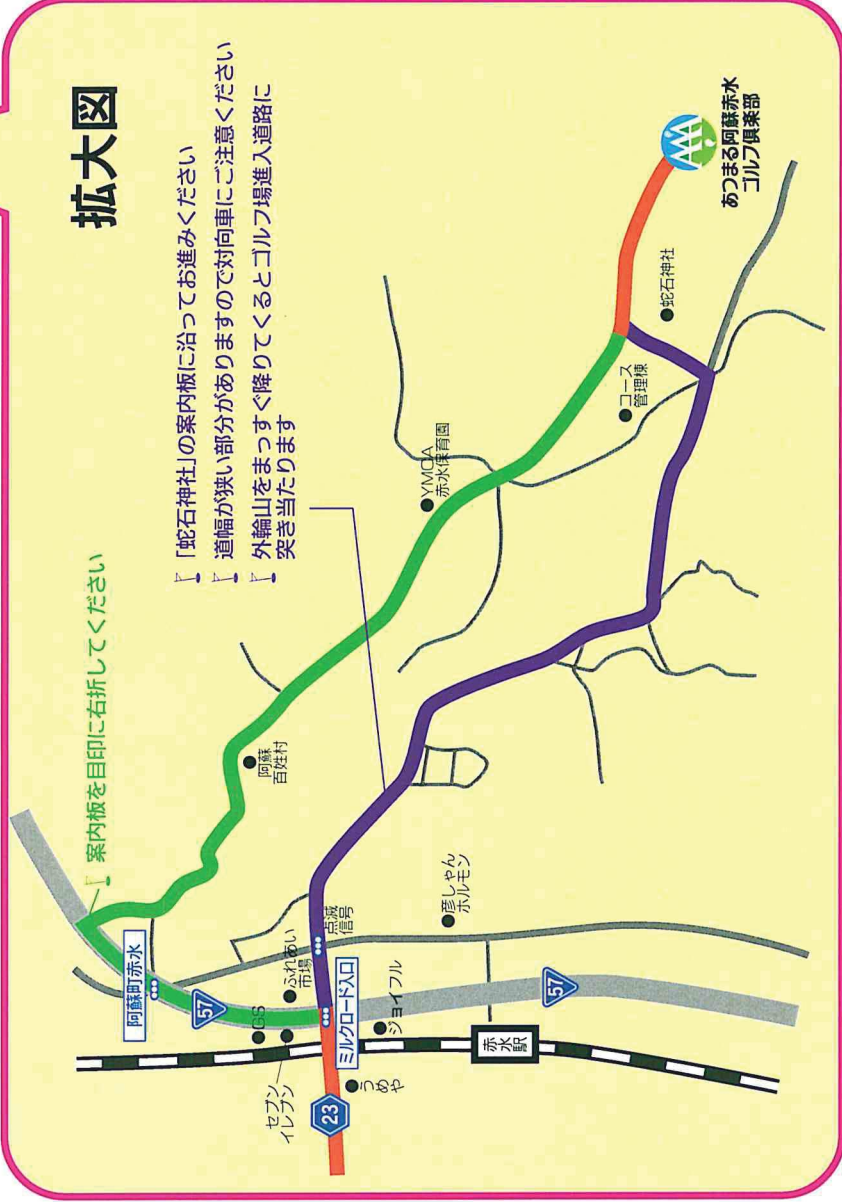 拡大図
案内板を目印に右折してください
「蛇石神社」の案内板に沿ってお進みください
道幅が狭い部分がありますので対向車にご注意ください
外輪山をまっすぐ降りてくるとゴルフ場進入道路に
突き当たります
阿蘇町赤水
57
GS
セブン
イレブン
ふれあい
市場
点滅
信号
ミルクロード入口
23
うめや
ジョイフル
赤水
駅
57
彦しゃん
ホルモン
阿蘇
百姓村
YMCA
赤水保育園
コース
管理棟
蛇石神社
あつまる阿蘇赤水
ゴルフ倶楽部